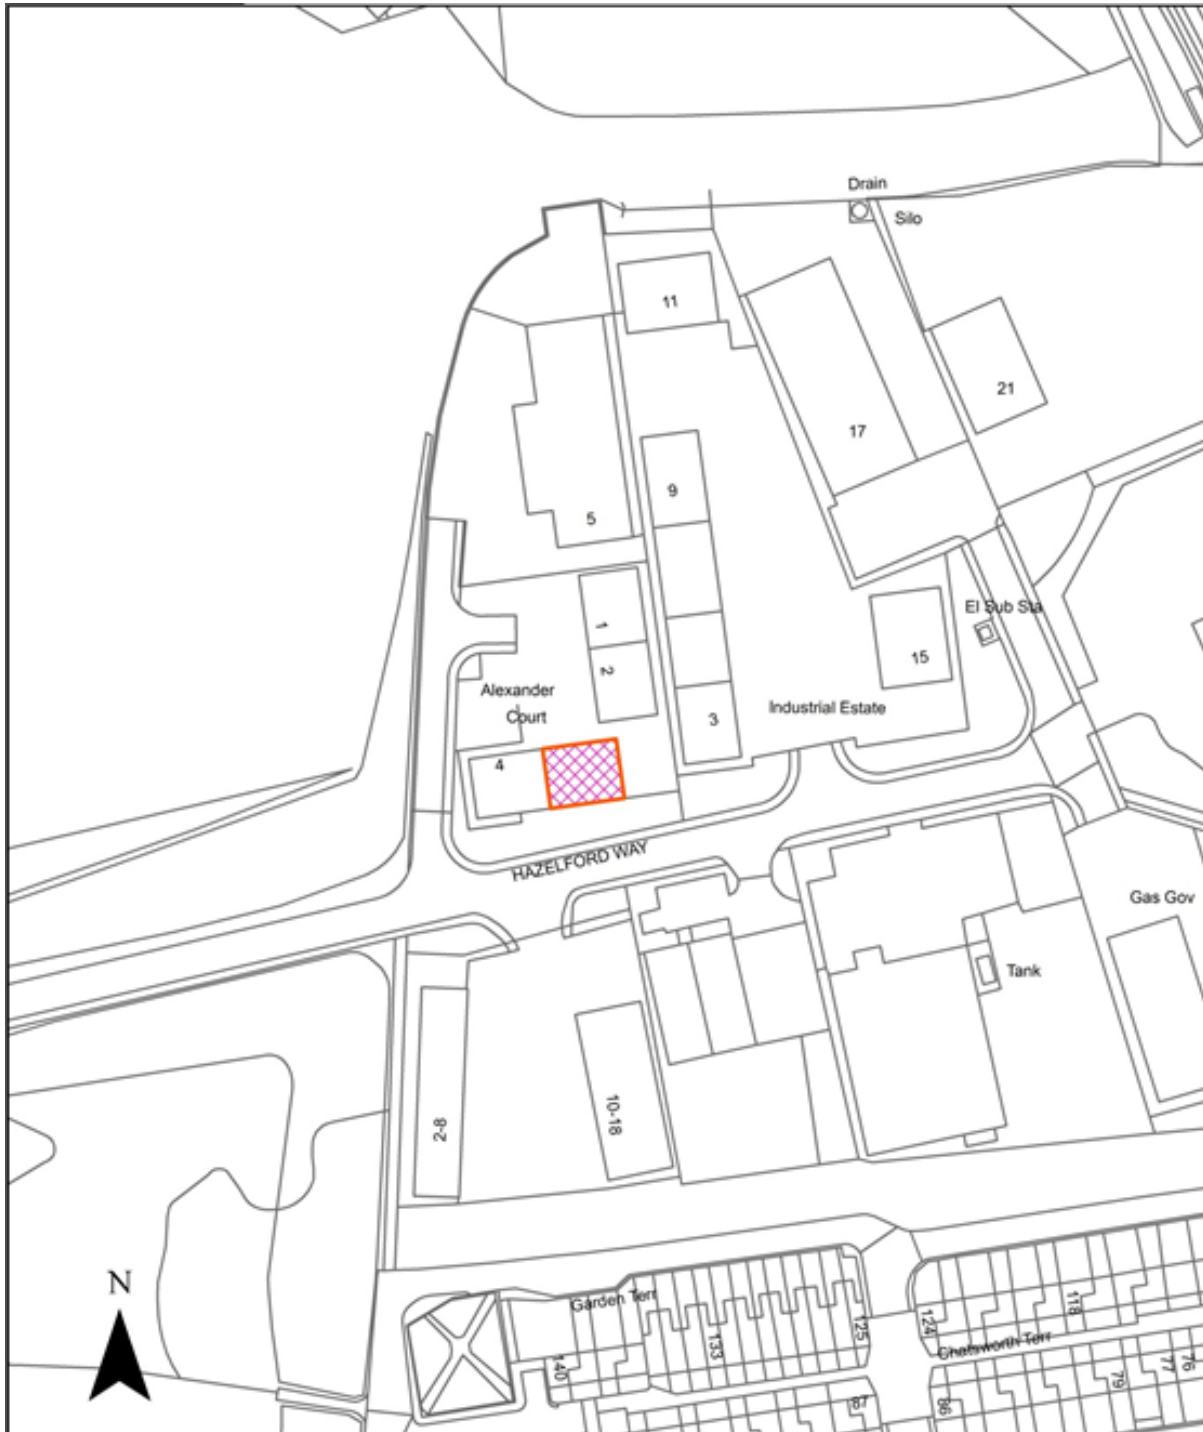 Drain
Silo
11
21
17
9
5
El Sub Sta
1
15
2
Alexander
Court
Industrial Estate
3
4
HAZELFORD WAY
Gas Gov
Tank
10-18
2-8
N
Garden Terr
118
124
125
133
Chatsworth Terr
140
76
77
79
87
86